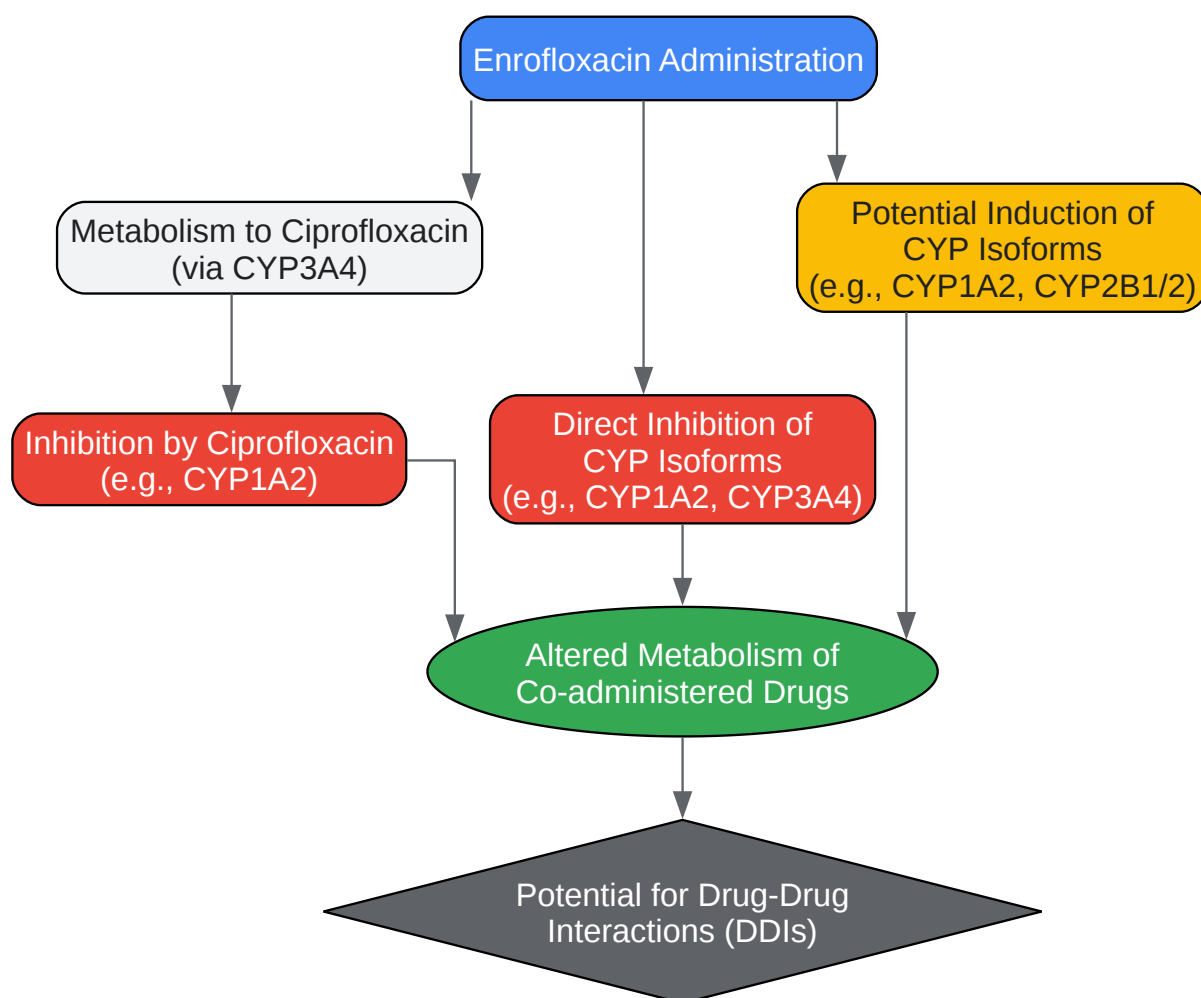 Enrofloxacin Administration
Metabolism to Ciprofloxacin
(via CYP3A4)
Potential Induction of
CYP Isoforms
(e.g., CYP1A2, CYP2B1/2)
Inhibition by Ciprofloxacin
(e.g., CYP1A2)
Direct Inhibition of
CYP Isoforms
(e.g., CYP1A2, CYP3A4)
Altered Metabolism of
Co-administered Drugs
Potential for Drug-Drug
Interactions (DDIs)